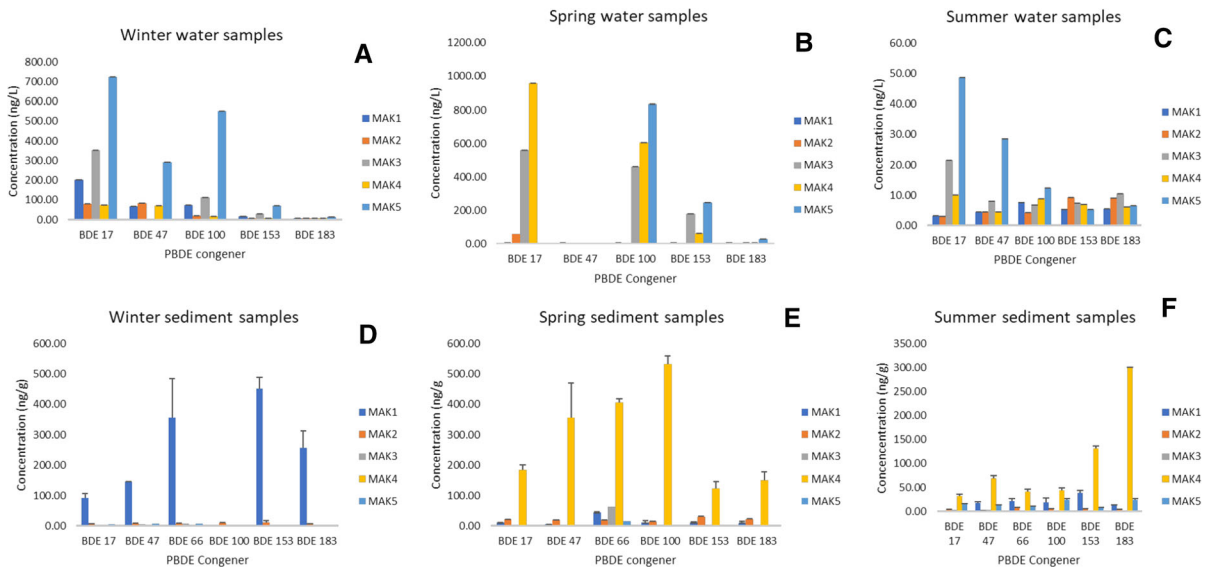 Winter water samples
A
Concentration (ng/L)
800.00
700.00
600.00
500.00
400.00
300.00
200.00
100.00
0.00
BDE 17 BDE 47 BDE 100 BDE 153 BDE 183
PBDE congener
MAK1
MAK2
MAK3
MAK4
MAK5
Spring water samples
B
Concentration (ng/L)
1200.00
1000.00
800.00
600.00
400.00
200.00
0.00
BDE 17 BDE 47 BDE 100 BDE 153 BDE 183
PBDE Congener
MAK1
MAK2
MAK3
MAK4
MAK5
Summer water samples
C
Concentration (ng/L)
60.00
50.00
40.00
30.00
20.00
10.00
0.00
BDE 17 BDE 47 BDE 100 BDE 153 BDE 183
PBDE Congener
MAK1
MAK2
MAK3
MAK4
MAK5
Winter sediment samples
D
Concentration (ng/g)
600.00
500.00
400.00
300.00
200.00
100.00
0.00
BDE 17 BDE 47 BDE 66 BDE 100 BDE 153 BDE 183
PBDE Congener
MAK1
MAK2
MAK3
MAK4
MAK5
Spring sediment samples
E
Concentration (ng/g
600.00
500.00
400.00
300.00
200.00
100.00
0.00
BDE 17 BDE 47 BDE 66 BDE 100 BDE 153 BDE 183
PBDE Congener
MAK1
MAK2
MAK3
MAK4
MAK5
Summer sediment samples
F
Concencentration (ng/g)
350.00
300.00
250.00
200.00
150.00
100.00
50.00
0.00
BDE BDE BDE BDE BDE BDE
17 47 66 100 153 183
PBDE Congener
MAK1
MAK2
MAK3
MAK4
MAK5